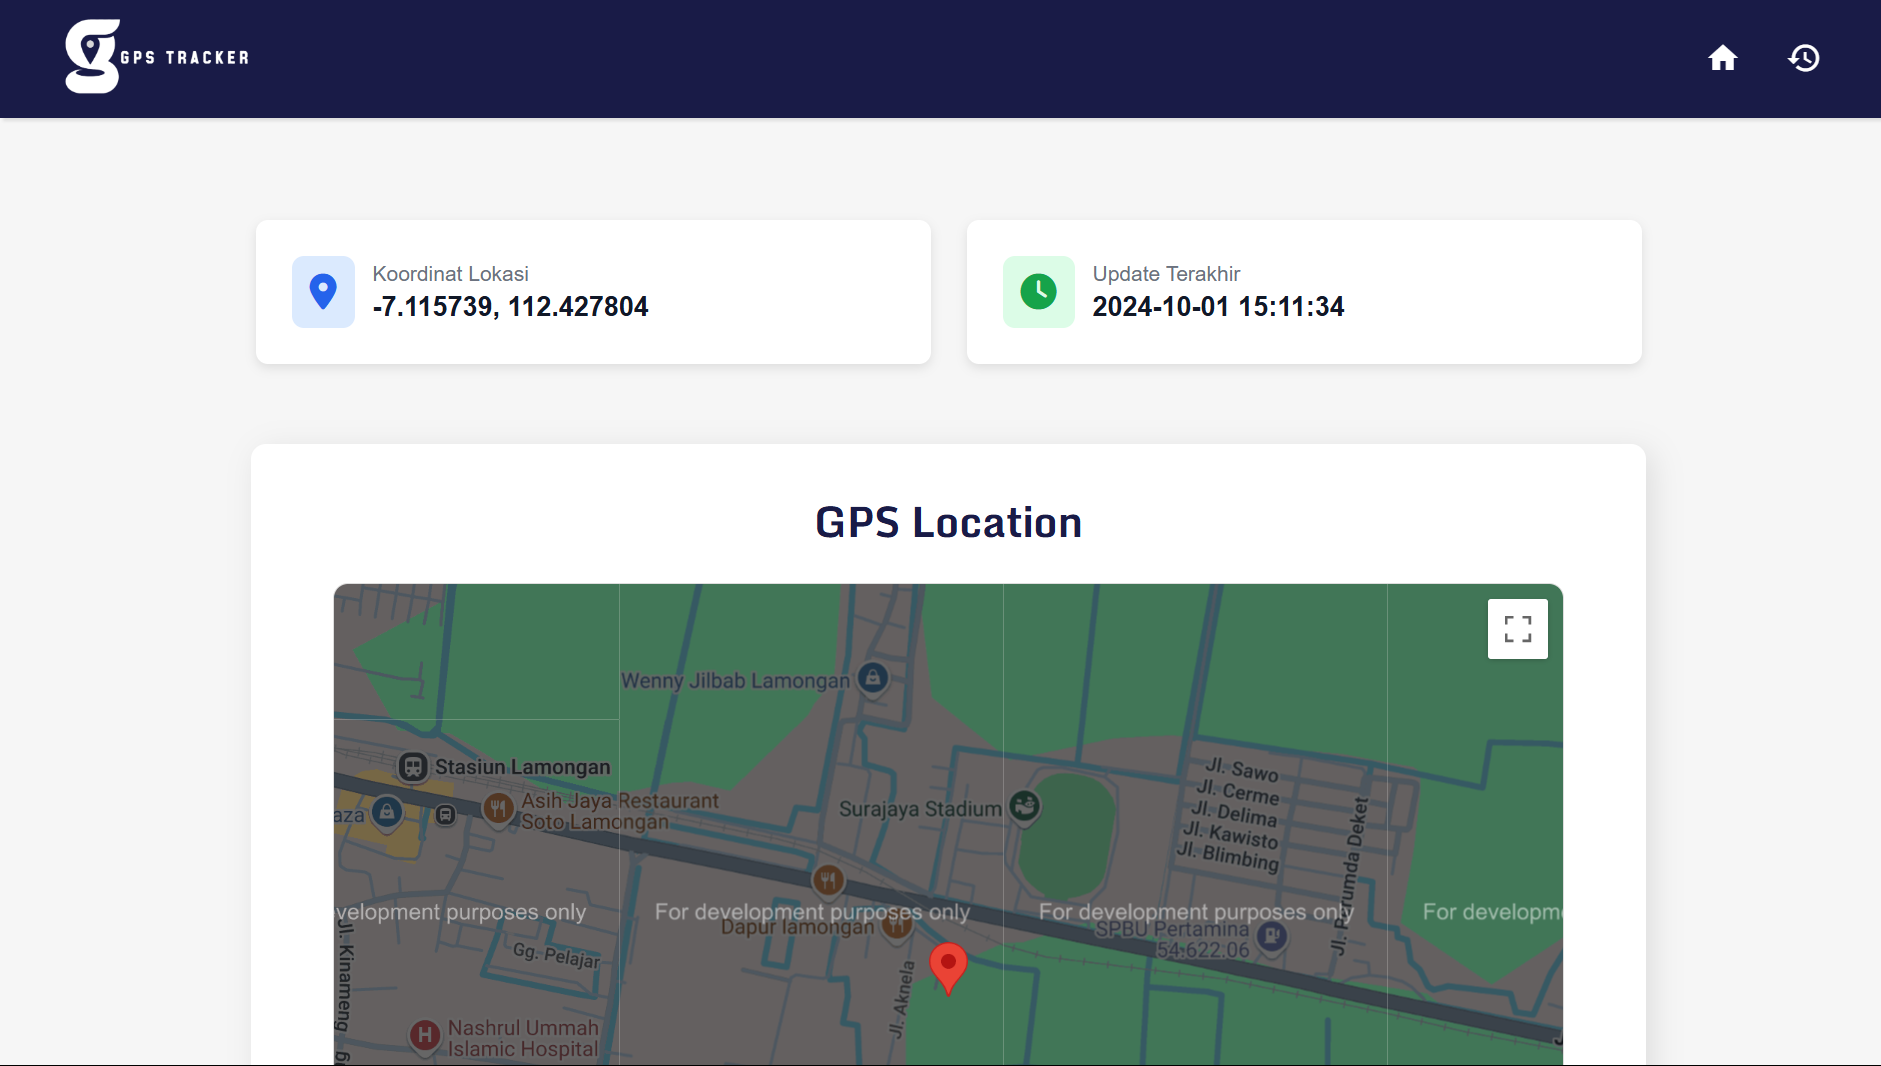 GPS TRACKER
Koordinat Lokasi
-7.115739, 112.427804
Update Terakhir
2024-10-01 15:11:34
GPS Location
Wenny Jilbab Lamongan
Stasiun Lamongan
Asih Jaya Restaurant
Soto Lamongan
aza
Surajaya Stadium
Jl. Sawo
Jl. Cerme
Jl. Delima
Jl. Kawisto
Jl. Blimbing
Jl. Perumda Deket
velopment purposes only
For development purposes only
For development purposes only
For developm
Dapur lamongan
SPBU Pertamina
54.622.06
Gg. Pelajar
Jl. Kinameng
Jl. Aknela
Nashrul Ummah
Islamic Hospital